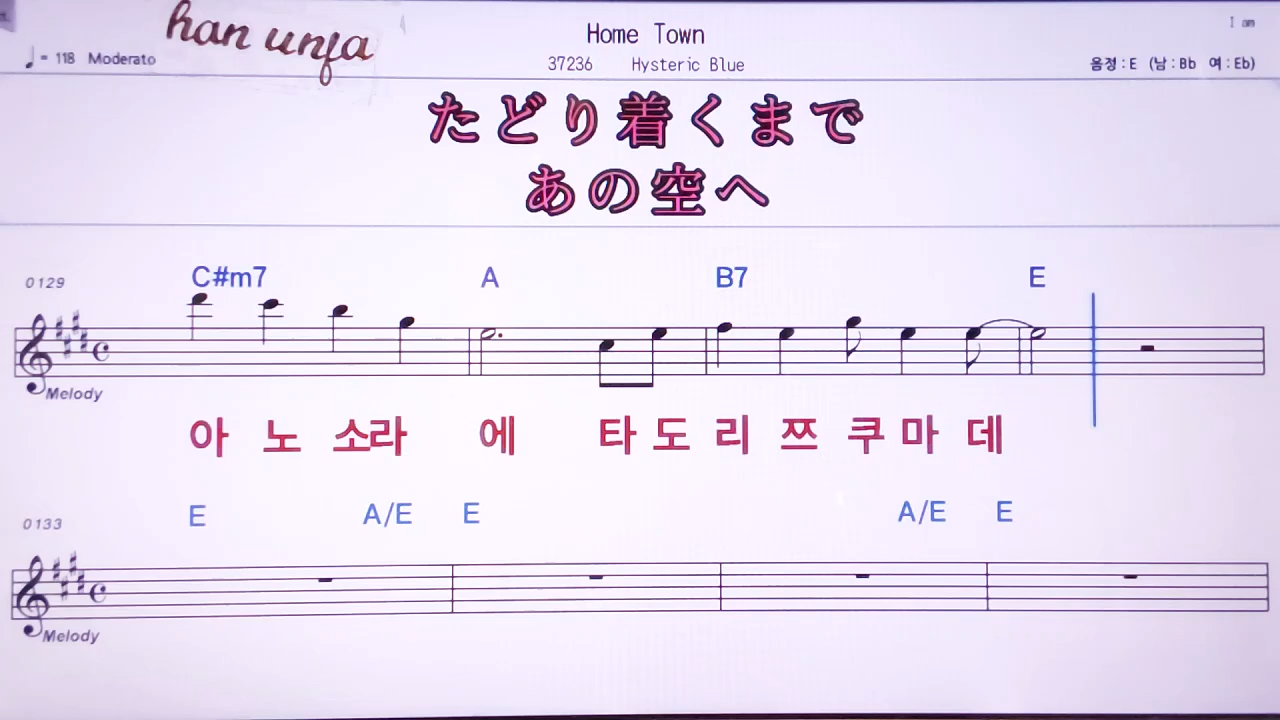 han unfa
Home Town
I am
♩= 118 Moderato
37236 Hysteric Blue
음정:E (남:Bb 여:Eb)
たどり着くまで
あの空へ
0129
C#m7 A B7 E
Melody
아 노 소라 에 타 도 리 쯔 쿠 마 데
0133
E A/E E A/E E
Melody